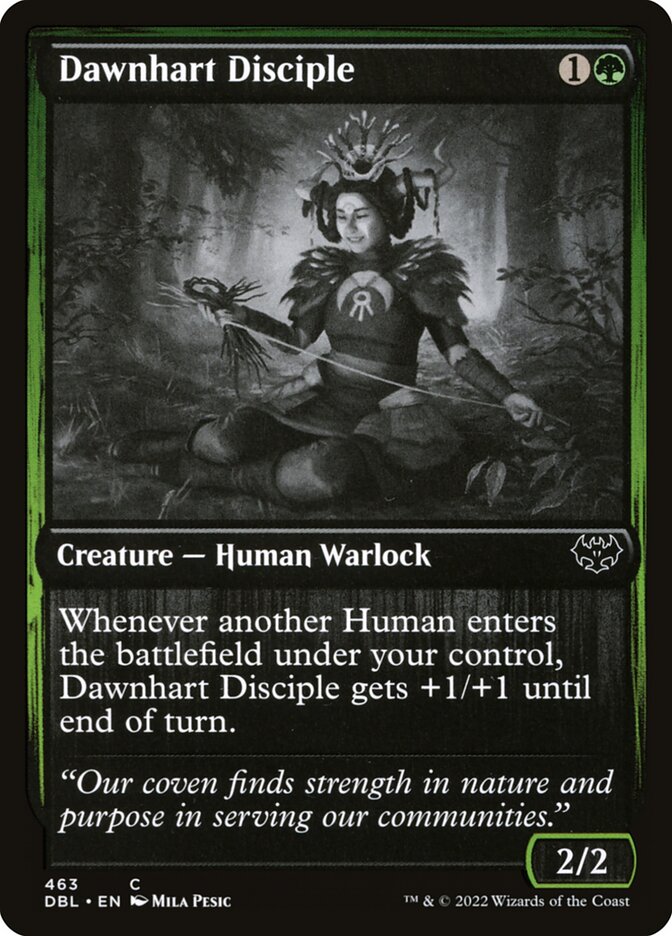 Dawnhart Disciple 1
Creature — Human Warlock
Whenever another Human enters
the battlefield under your control,
Dawnhart Disciple gets +1/+1 until
end of turn.
“Our coven finds strength in nature and
purpose in serving our communities.”
2/2
463 C
DBL • EN Mila Pesic
™ & © 2022 Wizards of the Coast